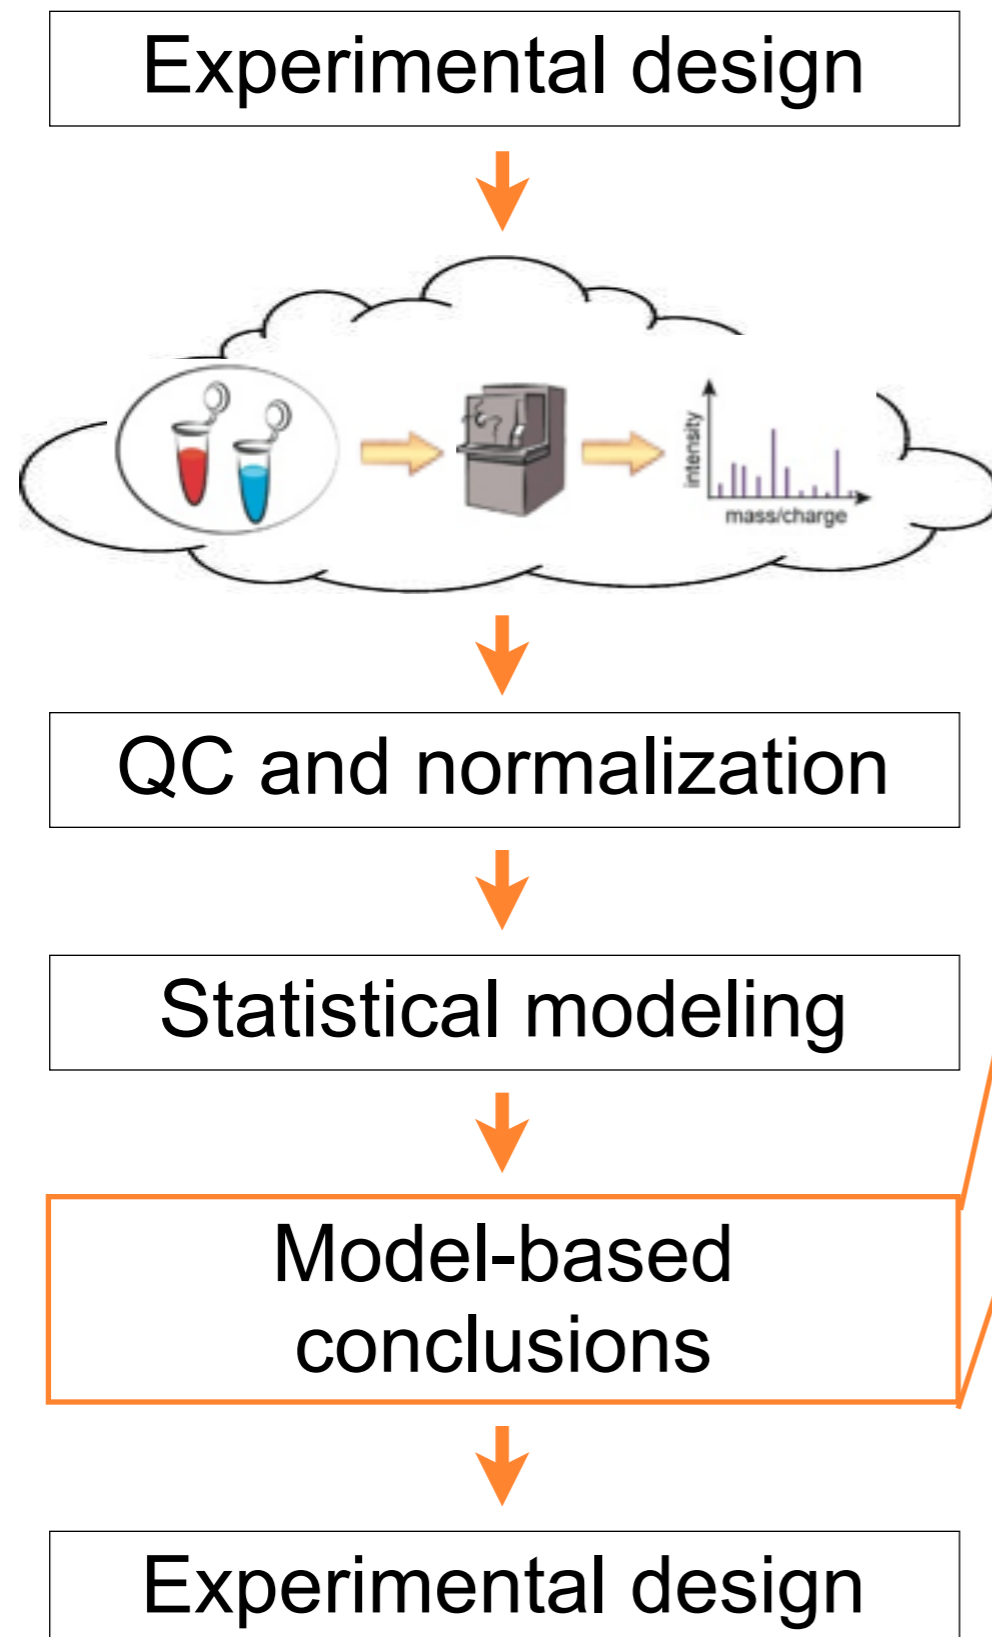 Experimental design
intensity
mass/charge
QC and normalization
Statistical modeling
Model-based
conclusions
Experimental design